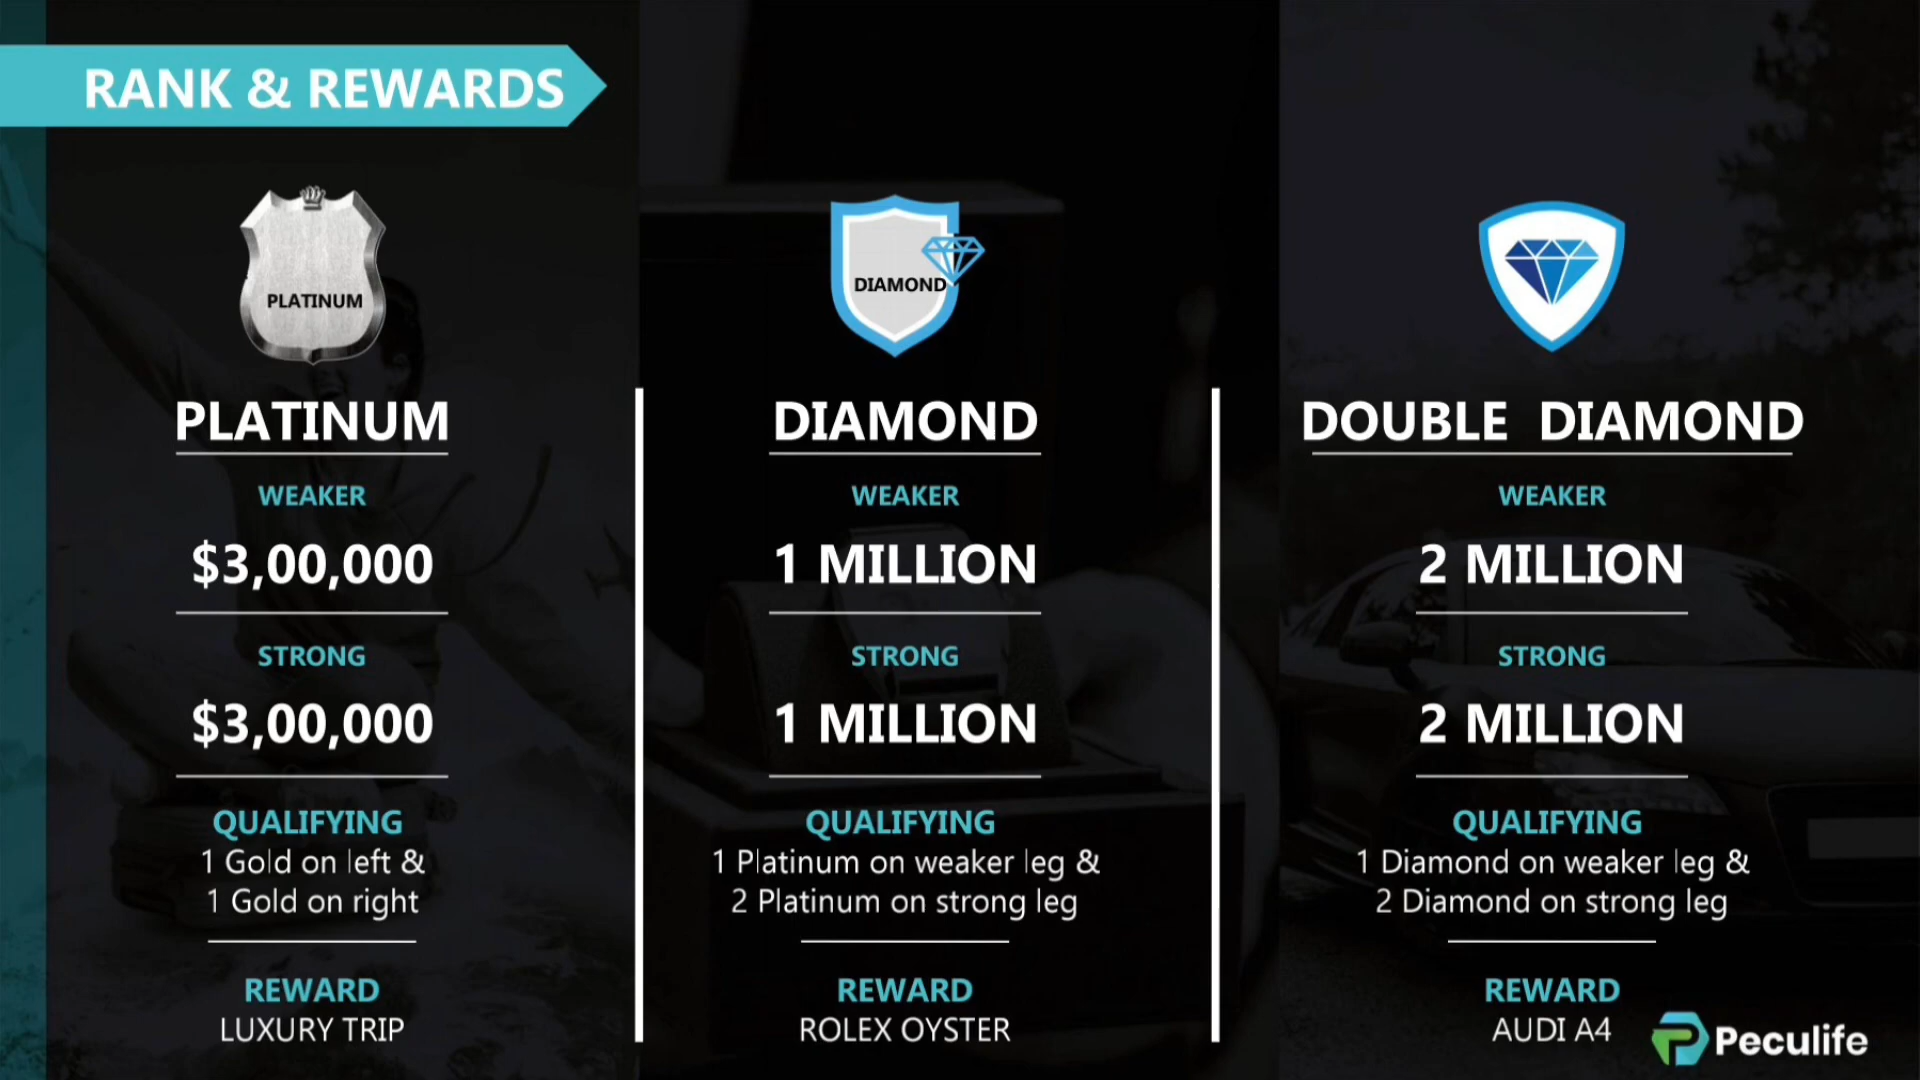 RANK & REWARDS
PLATINUM
PLATINUM
WEAKER
$3,00,000
STRONG
$3,00,000
QUALIFYING
1 Gold on left &
1 Gold on right
REWARD
LUXURY TRIP
DIAMOND
DIAMOND
WEAKER
1 MILLION
STRONG
1 MILLION
QUALIFYING
1 Platinum on weaker leg &
2 Platinum on strong leg
REWARD
ROLEX OYSTER
DOUBLE DIAMOND
WEAKER
2 MILLION
STRONG
2 MILLION
QUALIFYING
1 Diamond on weaker leg &
2 Diamond on strong leg
REWARD
AUDI A4
Peculife